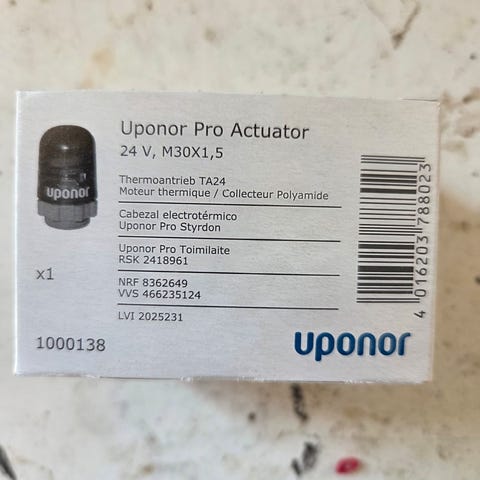 Uponor Pro Actuator
24 V, M30X1,5
Thermoantrieb TA24
Moteur thermique / Collecteur Polyamide
Cabezal electrotérmico
Uponor Pro Styrdon
Uponor Pro Toimilaite
RSK 2418961
NRF 8362649
VVS 466235124
LVI 2025231
uponor
x1
1000138
uponor
4 016203 788023